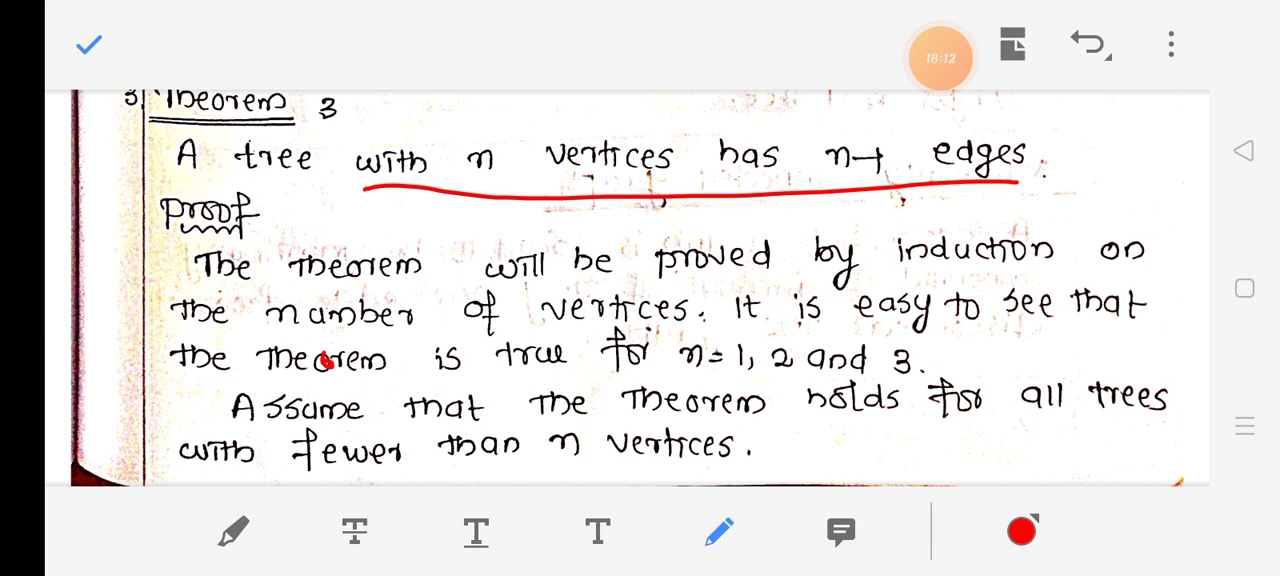 18:12
3) Theorem 3
A tree with n vertices has n-1 edges.
Proof
The theorem will be proved by induction on
the number of vertices. It is easy to see that
the theorem is true for n=1, 2 and 3.
Assume that the theorem holds for all trees
with fewer than n vertices.
T T T